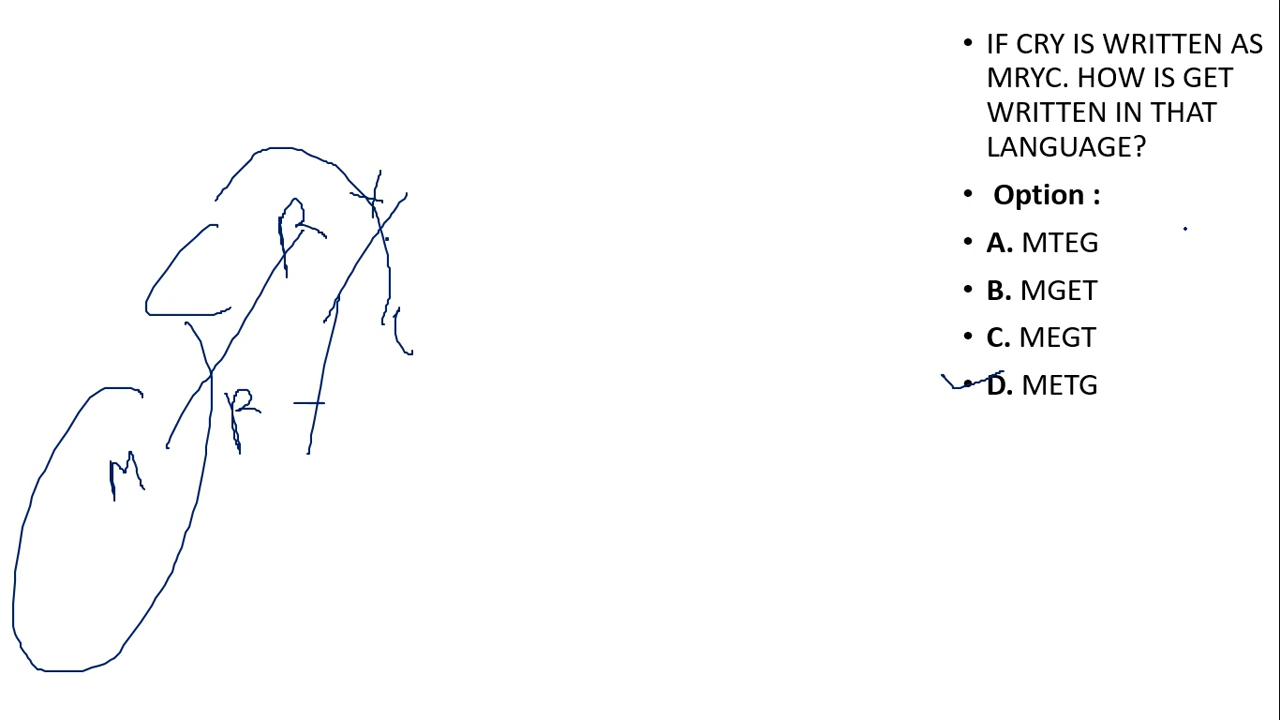 • IF CRY IS WRITTEN AS
MRYC. HOW IS GET
WRITTEN IN THAT
LANGUAGE?
• Option :
• A. MTEG
• B. MGET
• C. MEGT
• D. METG
R
R
M